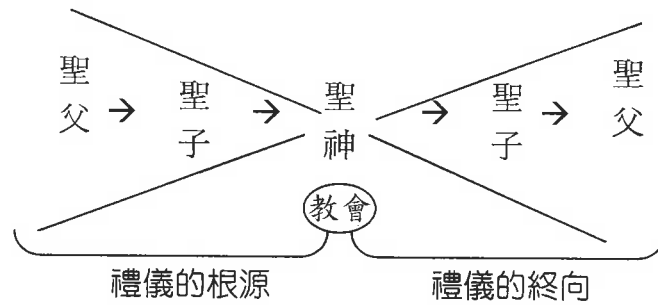 聖父 → 聖子 → 聖神 → 聖子 → 聖父
教會
禮儀的根源 禮儀的終向